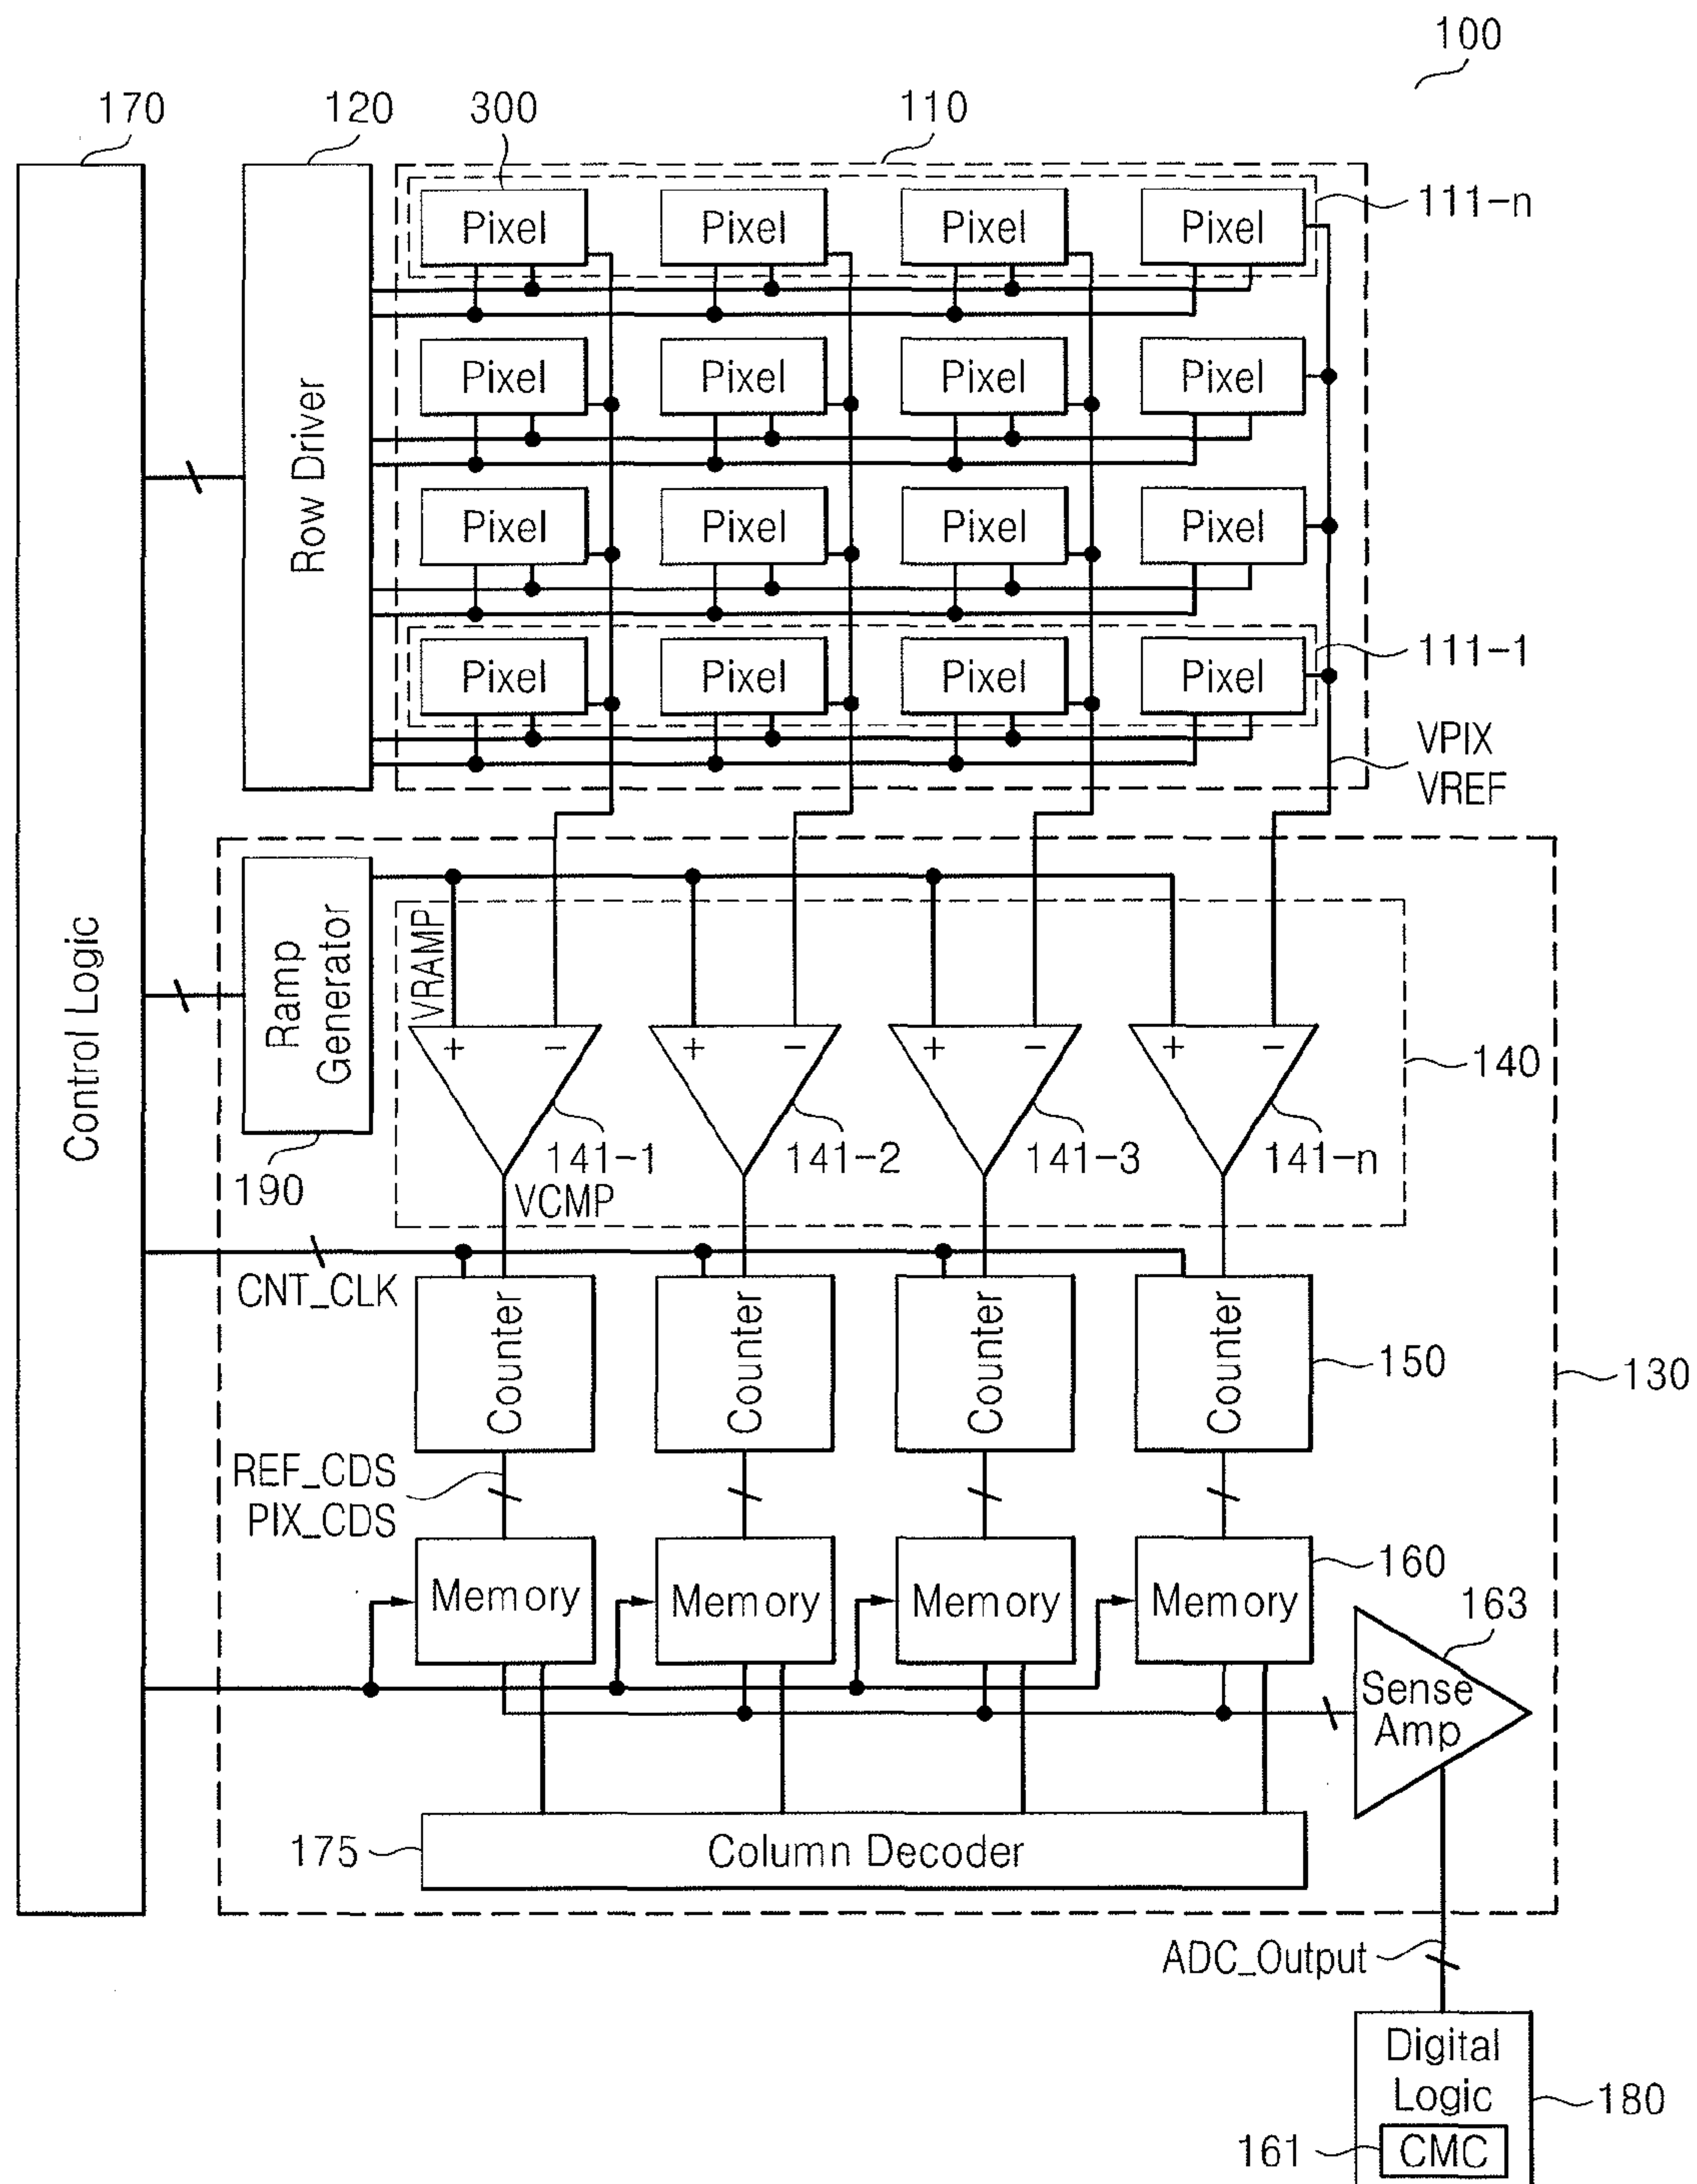 100
170
120
300
110
Pixel
Pixel
Pixel
Pixel
111-n
Pixel
Pixel
Pixel
Pixel
Row Driver
Pixel
Pixel
Pixel
Pixel
Pixel
Pixel
Pixel
Pixel
111-1
VPIX
VREF
Control Logic
Ramp
Generator
VRAMP
+
−
+
−
+
−
+
−
140
190
141-1
141-2
141-3
141-n
VCMP
CNT_CLK
Counter
Counter
Counter
Counter
150
130
REF_CDS
PIX_CDS
Memory
Memory
Memory
Memory
160
163
Sense
Amp
175
Column Decoder
ADC_Output
Digital
Logic
180
161
CMC